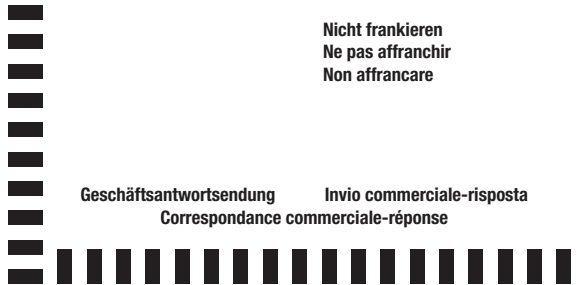 Nicht frankieren
Ne pas affranchir
Non affrancare
Geschäftsantwortsendung Invio commerciale-risposta
Correspondance commerciale-réponse